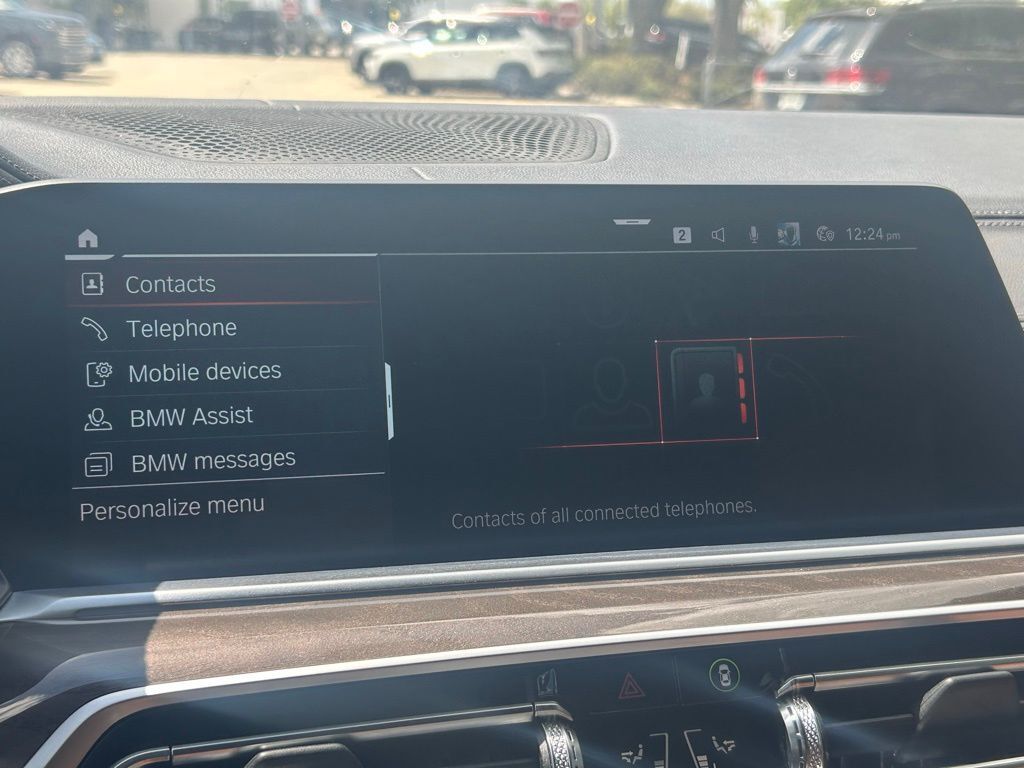 2 12:24 pm
Contacts
Telephone
Mobile devices
BMW Assist
BMW messages
Personalize menu
Contacts of all connected telephones.